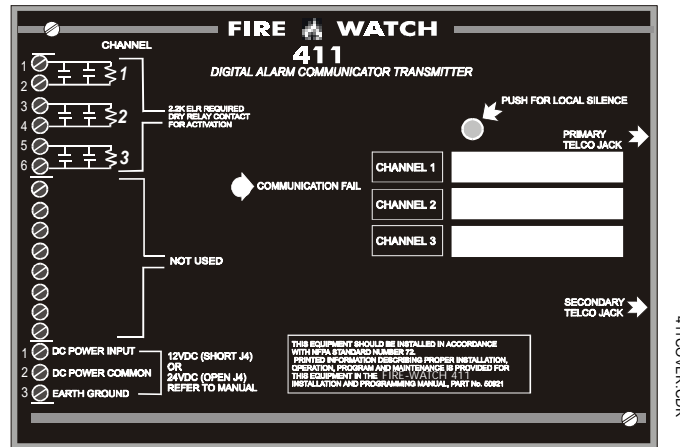 FIRE WATCH
411
DIGITAL ALARM COMMUNICATOR TRANSMITTER
CHANNEL
1
2
1
3
4
2
5
6
3
2.2K ELR REQUIRED
DRY RELAY CONTACT
FOR ACTIVATION
PUSH FOR LOCAL SILENCE
PRIMARY
TELCO JACK
COMMUNICATION FAIL
CHANNEL 1
CHANNEL 2
CHANNEL 3
NOT USED
SECONDARY
TELCO JACK
1 DC POWER INPUT
2 DC POWER COMMON
3 EARTH GROUND
12VDC (SHORT J4)
OR
24VDC (OPEN J4)
REFER TO MANUAL
THIS EQUIPMENT SHOULD BE INSTALLED IN ACCORDANCE
WITH NFPA STANDARD NUMBER 72.
PRINTED INFORMATION DESCRIBING PROPER INSTALLATION,
OPERATION, PROGRAM AND MAINTENANCE IS PROVIDED FOR
THIS EQUIPMENT IN THE FIRE-WATCH 411
INSTALLATION AND PROGRAMMING MANUAL, PART No. 50921